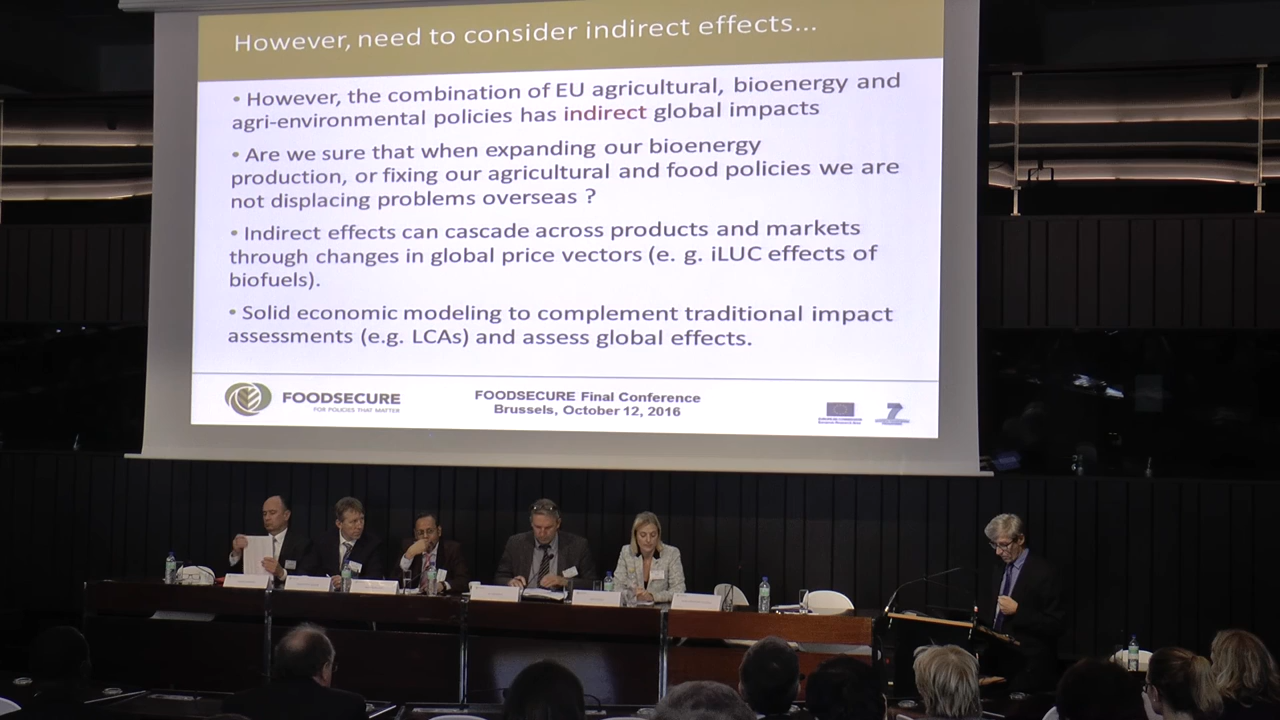 However, need to consider indirect effects...
• However, the combination of EU agricultural, bioenergy and
agri-environmental policies has indirect global impacts
• Are we sure that when expanding our bioenergy
production, or fixing our agricultural and food policies we are
not displacing problems overseas ?
• Indirect effects can cascade across products and markets
through changes in global price vectors (e. g. iLUC effects of
biofuels).
• Solid economic modeling to complement traditional impact
assessments (e.g. LCAs) and assess global effects.
FOODSECURE
FOR POLICIES THAT MATTER
FOODSECURE Final Conference
Brussels, October 12, 2016